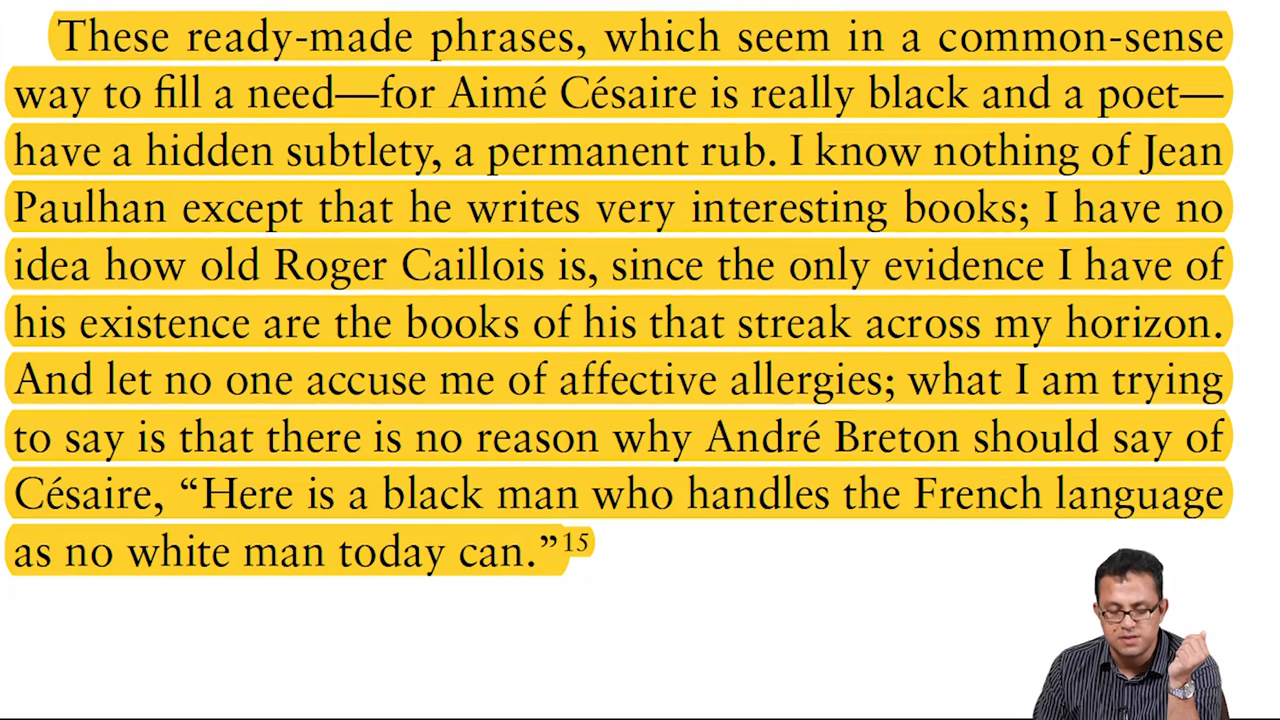 These ready-made phrases, which seem in a common-sense
way to fill a need—for Aimé Césaire is really black and a poet—
have a hidden subtlety, a permanent rub. I know nothing of Jean
Paulhan except that he writes very interesting books; I have no
idea how old Roger Caillois is, since the only evidence I have of
his existence are the books of his that streak across my horizon.
And let no one accuse me of affective allergies; what I am trying
to say is that there is no reason why André Breton should say of
Césaire, “Here is a black man who handles the French language
as no white man today can.”15